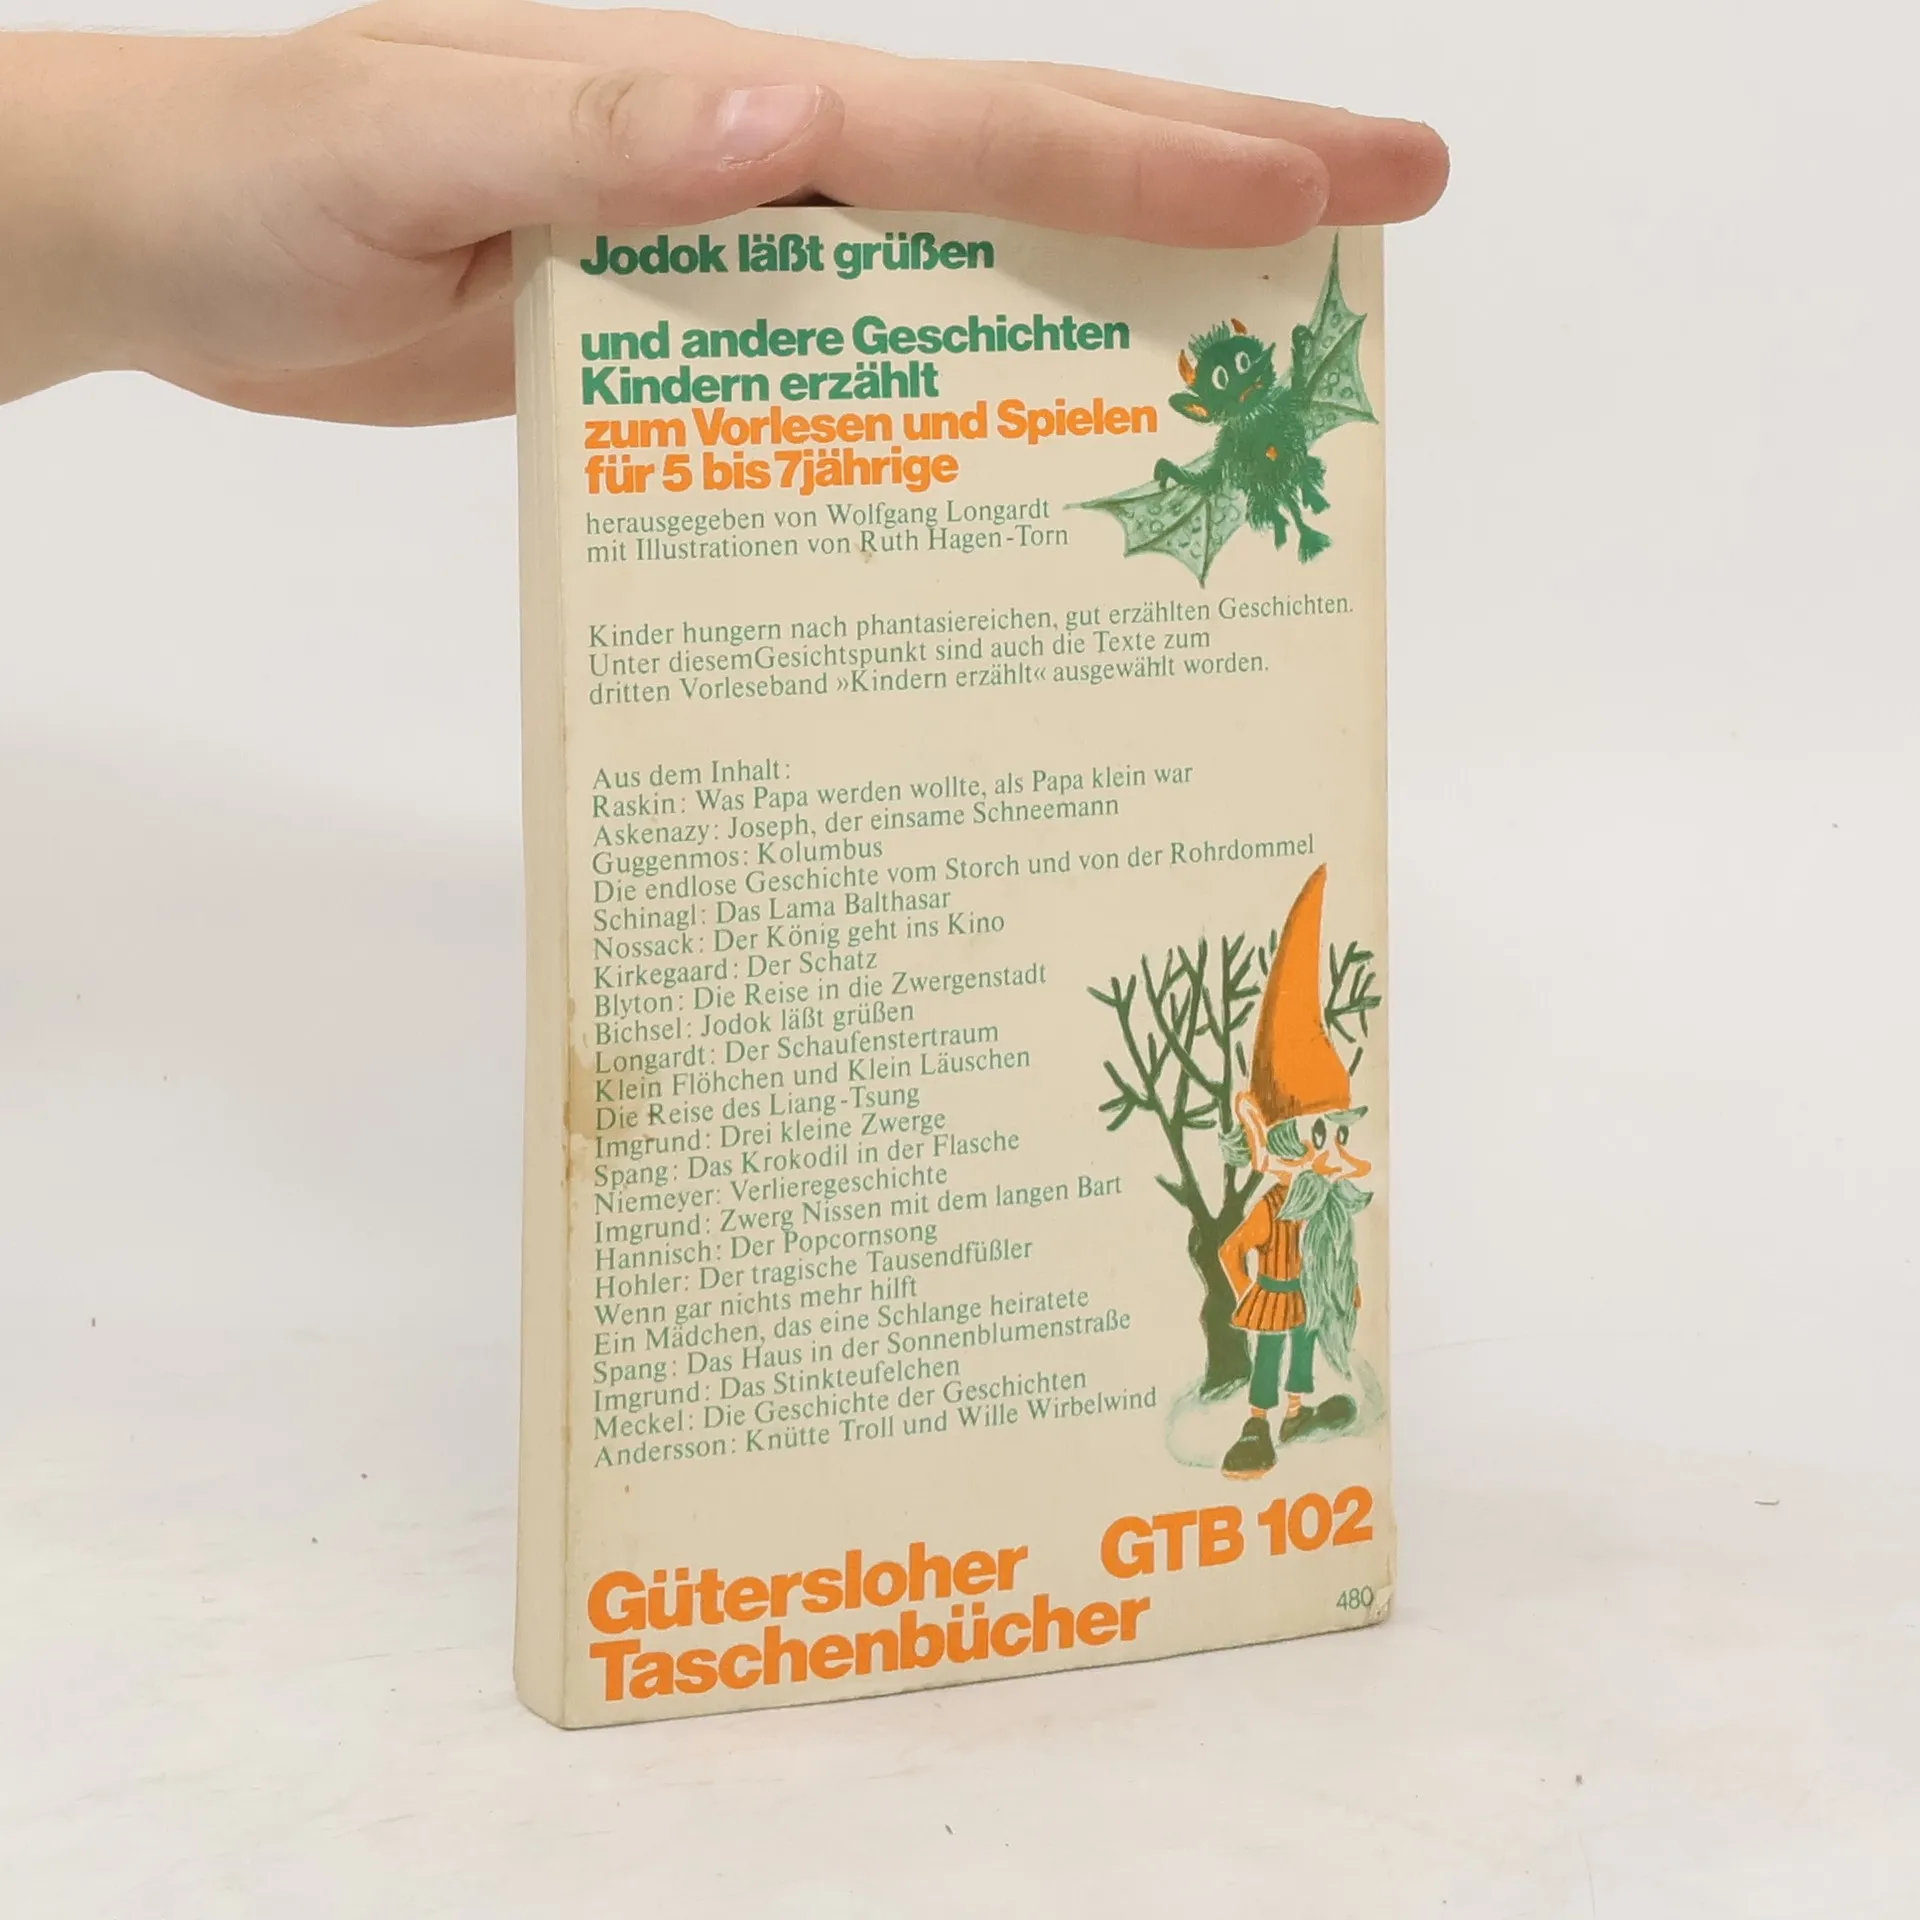 Jodok läßt grüßen
und andere Geschichten
Kindern erzählt
zum Vorlesen und Spielen
für 5 bis 7jährige
herausgegeben von Wolfgang Longardt
mit Illustrationen von Ruth Hagen-Torn
Kinder hungern nach phantasiereichen, gut erzählten Geschichten.
Unter diesem Gesichtspunkt sind auch die Texte zum
dritten Vorleseband »Kindern erzählt« ausgewählt worden.
Aus dem Inhalt:
Raskin: Was Papa werden wollte, als Papa klein war
Askenazy: Joseph, der einsame Schneemann
Guggenmos: Kolumbus
Die endlose Geschichte vom Storch und von der Rohrdommel
Schinagl: Das Lama Balthasar
Nossack: Der König geht ins Kino
Kirkegaard: Der Schatz
Blyton: Die Reise in die Zwergenstadt
Bichsel: Jodok läßt grüßen
Longardt: Der Schaufenstertraum
Klein Flöhchen und Klein Läuschen
Die Reise des Liang-Tsung
Imgrund: Drei kleine Zwerge
Spang: Das Krokodil in der Flasche
Niemeyer: Verlieregeschichte
Imgrund: Zwerg Nissen mit dem langen Bart
Hannisch: Der Popcornsong
Hohler: Der tragische Tausendfüßler
Wenn gar nichts mehr hilft
Ein Mädchen, das eine Schlange heiratete
Spang: Das Haus in der Sonnenblumenstraße
Imgrund: Das Stinkteufelchen
Meckel: Die Geschichte der Geschichten
Andersson: Knütte Troll und Wille Wirbelwind
Gütersloher GTB 102
Taschenbücher
480